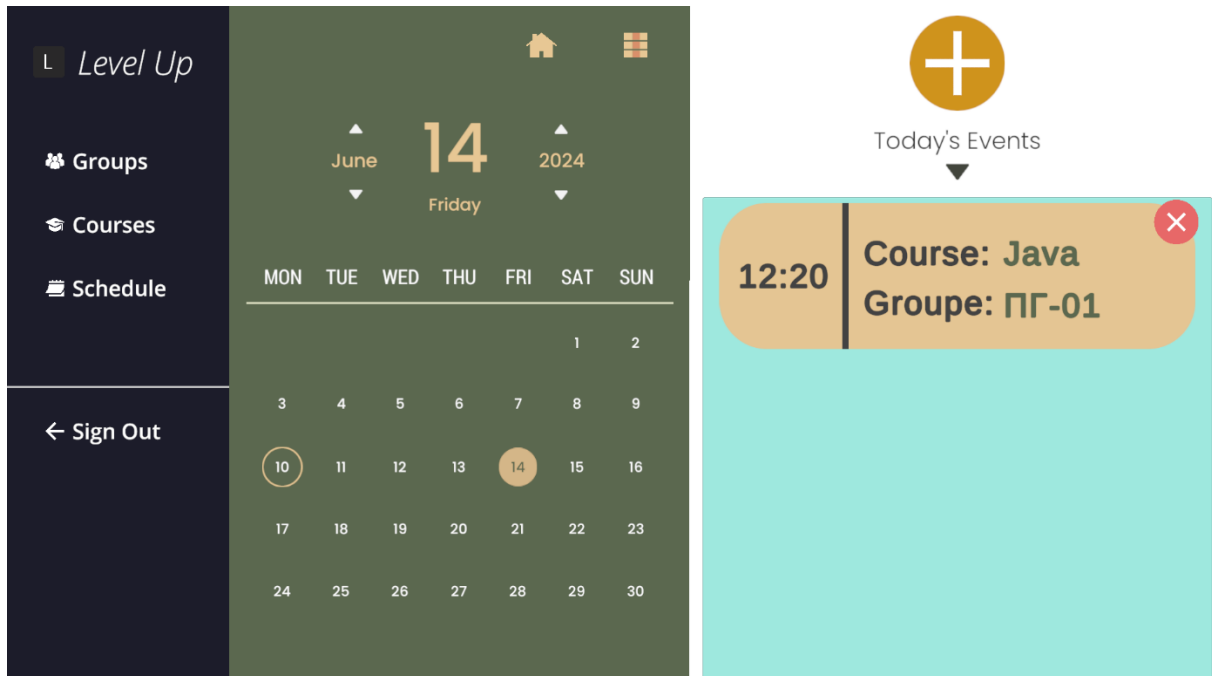 L Level Up
Groups
Courses
Schedule
Sign Out
June 14 2024
Friday
MON TUE WED THU FRI SAT SUN
1 2
3 4 5 6 7 8 9
10 11 12 13 14 15 16
17 18 19 20 21 22 23
24 25 26 27 28 29 30
Today's Events
12:20
Course: Java
Groupe: ПГ-01